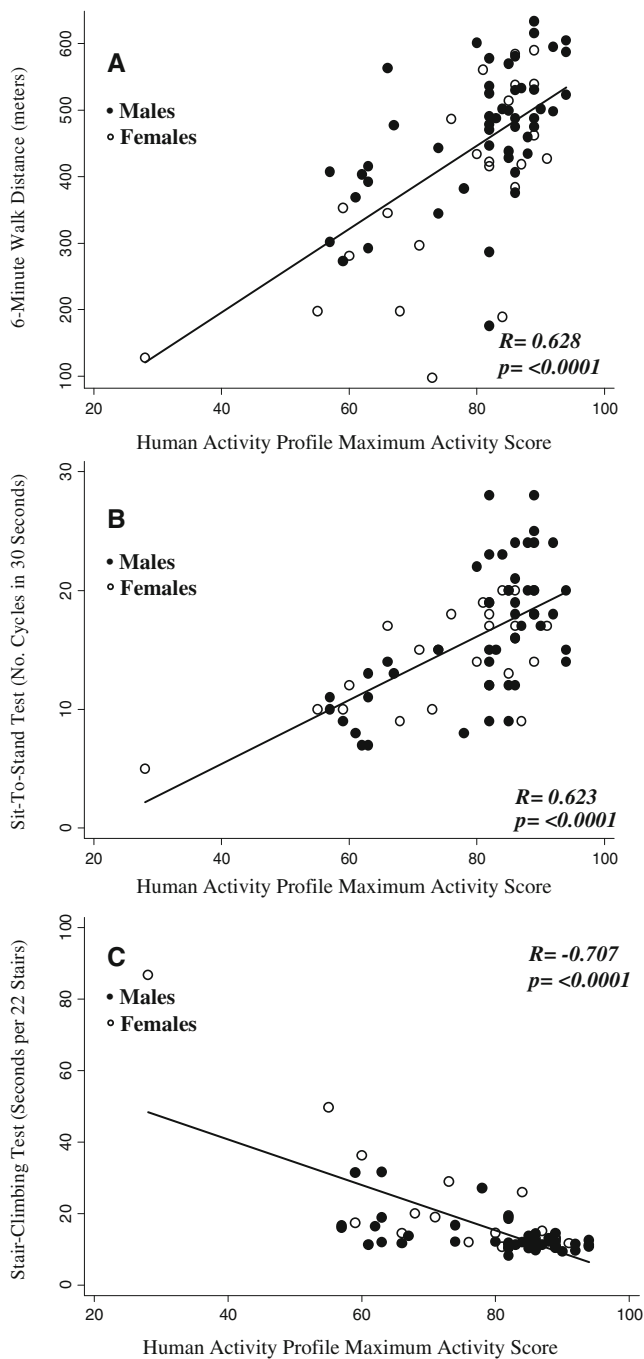 A
• Males
○ Females
6-Minute Walk Distance (meters)
600
500
400
300
200
100
R= 0.628
p= <0.0001
20 40 60 80 100
Human Activity Profile Maximum Activity Score
B
• Males
○ Females
Sit-To-Stand Test (No. Cycles in 30 Seconds)
30
20
10
0
R= 0.623
p= <0.0001
20 40 60 80 100
Human Activity Profile Maximum Activity Score
C
• Males
○ Females
Stair-Climbing Test (Seconds per 22 Stairs)
100
80
60
40
20
0
R= -0.707
p= <0.0001
20 40 60 80 100
Human Activity Profile Maximum Activity Score